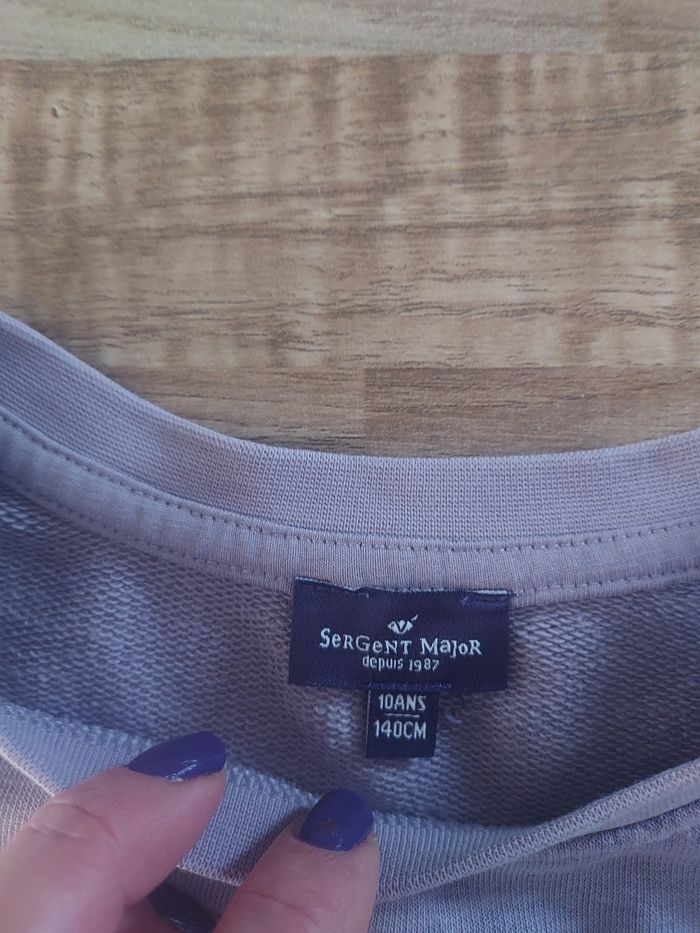 SerGeNT MaJoR
depuis 1987
10ANS
140CM